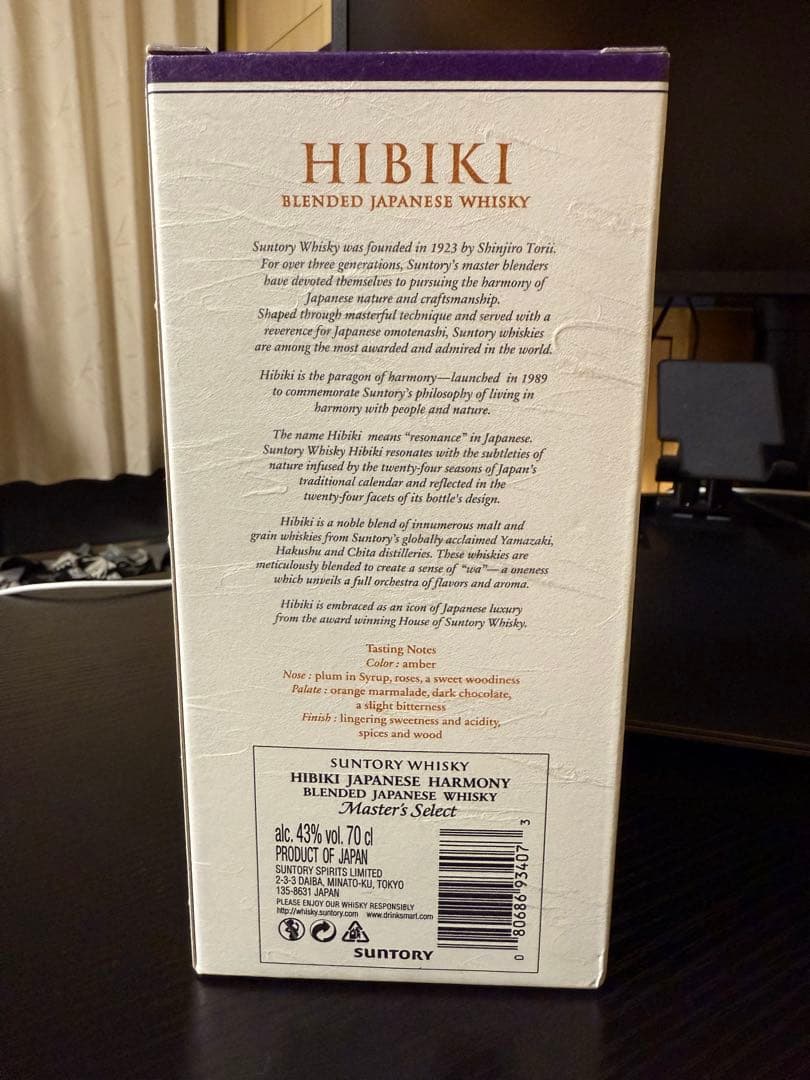 HIBIKI
BLENDED JAPANESE WHISKY
Suntory Whisky was founded in 1923 by Shinjiro Torii.
For over three generations, Suntory's master blenders
have devoted themselves to pursuing the harmony of
Japanese nature and craftsmanship.
Shaped through masterful technique and served with a
reverence for Japanese omotenashi, Suntory whiskies
are among the most awarded and admired in the world.
Hibiki is the paragon of harmony—launched in 1989
to commemorate Suntory's philosophy of living in
harmony with people and nature.
The name Hibiki means "resonance" in Japanese.
Suntory Whisky Hibiki resonates with the subtleties of
nature infused by the twenty-four seasons of Japan's
traditional calendar and reflected in the
twenty-four facets of its bottle's design.
Hibiki is a noble blend of innumerous malt and
grain whiskies from Suntory's globally acclaimed Yamazaki,
Hakushu and Chita distilleries. These whiskies are
meticulously blended to create a sense of "wa"—a oneness
which unveils a full orchestra of flavors and aroma.
Hibiki is embraced as an icon of Japanese luxury
from the award winning House of Suntory Whisky.
Tasting Notes
Color : amber
Nose : plum in Syrup, roses, a sweet woodiness
Palate : orange marmalade, dark chocolate,
a slight bitterness
Finish : lingering sweetness and acidity,
spices and wood
SUNTORY WHISKY
HIBIKI JAPANESE HARMONY
BLENDED JAPANESE WHISKY
Master's Select
alc. 43% vol. 70 cl
PRODUCT OF JAPAN
SUNTORY SPIRITS LIMITED
2-3-3 DAIBA, MINATO-KU, TOKYO
135-8631 JAPAN
PLEASE ENJOY OUR WHISKY RESPONSIBLY
http://whisky.suntory.com www.drinksmart.com
SUNTORY
0 80686 93407 3